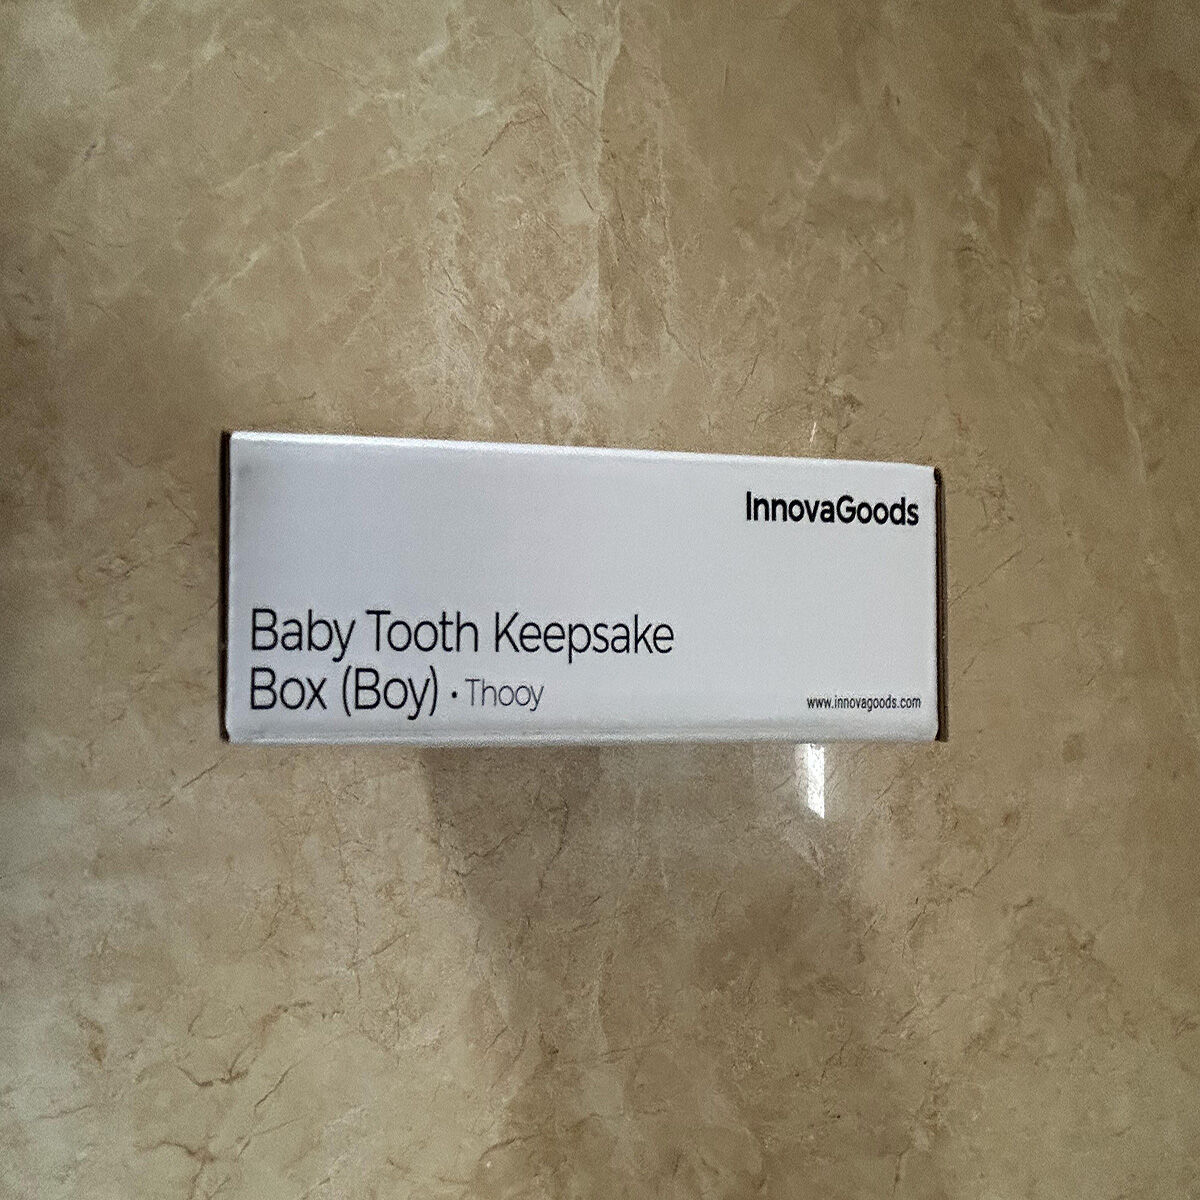 InnovaGoods
Baby Tooth Keepsake
Box (Boy) · Thooy
www.innovagoods.com